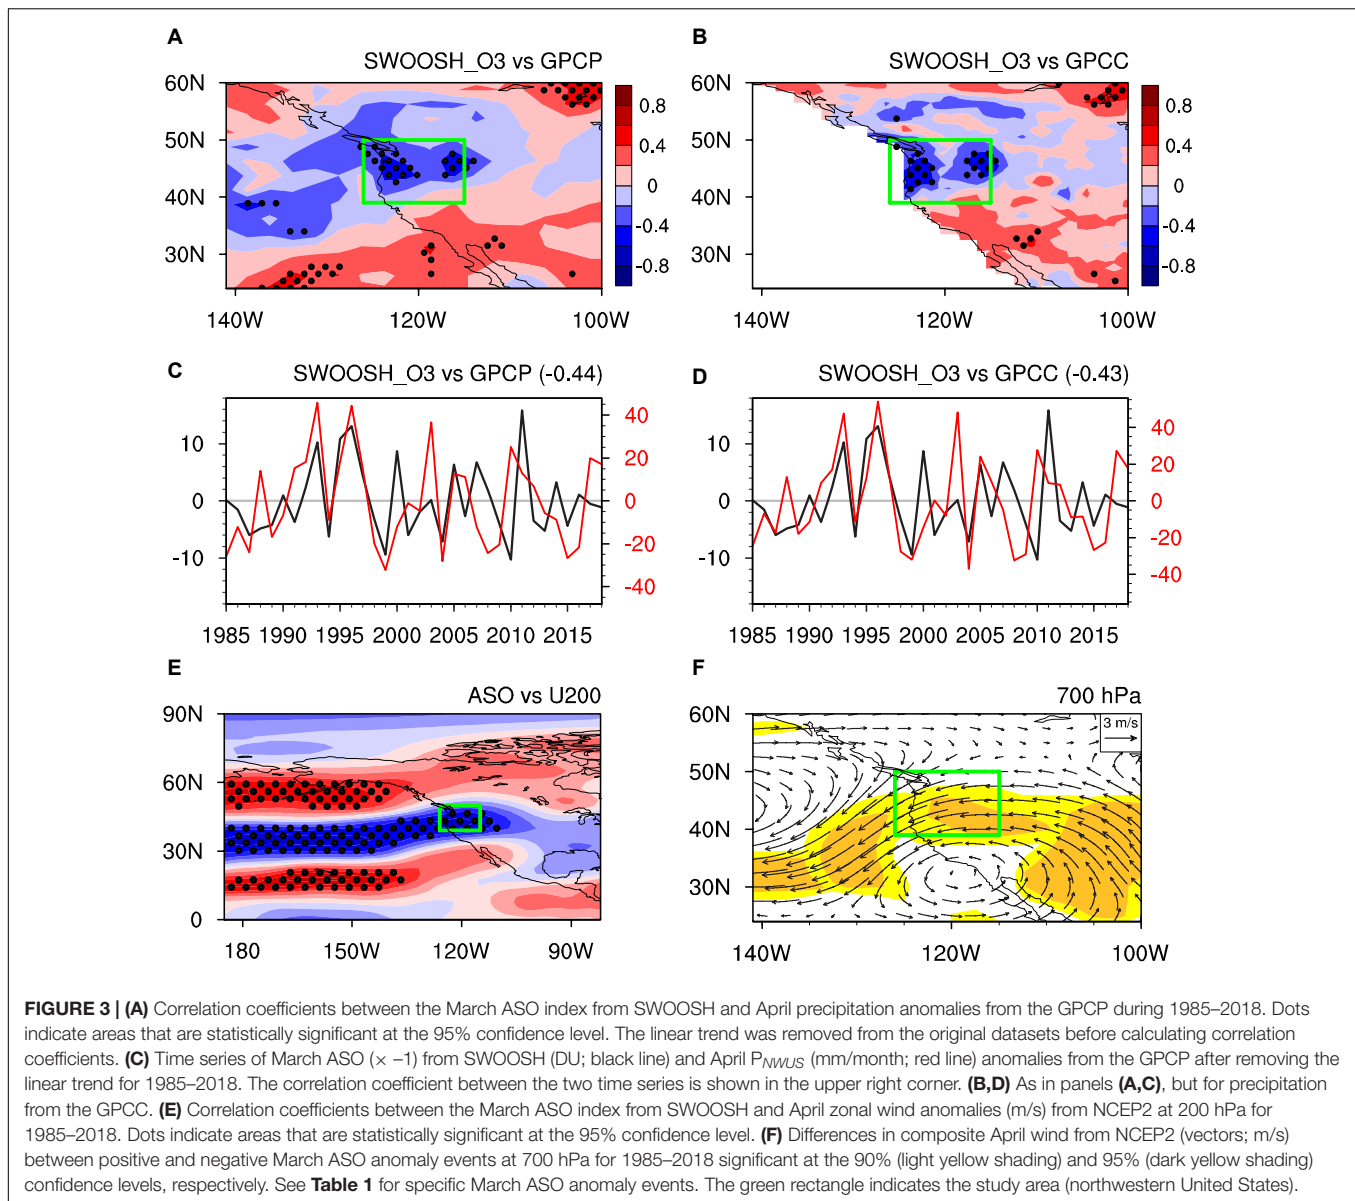 A
SWOOSH_O3 vs GPCP
60N
50N
40N
30N
140W 120W 100W
0.8
0.4
0
-0.4
-0.8
B
SWOOSH_O3 vs GPCC
60N
50N
40N
30N
140W 120W 100W
0.8
0.4
0
-0.4
-0.8
C
SWOOSH_O3 vs GPCP (-0.44)
10
0
-10
40
20
0
-20
-40
1985 1990 1995 2000 2005 2010 2015
D
SWOOSH_O3 vs GPCC (-0.43)
10
0
-10
40
20
0
-20
-40
1985 1990 1995 2000 2005 2010 2015
E
ASO vs U200
90N
60N
30N
0
180 150W 120W 90W
F
700 hPa
3 m/s
60N
50N
40N
30N
140W 120W 100W
FIGURE 3 | (A) Correlation coefficients between the March ASO index from SWOOSH and April precipitation anomalies from the GPCP during 1985–2018. Dots
indicate areas that are statistically significant at the 95% confidence level. The linear trend was removed from the original datasets before calculating correlation
coefficients. (C) Time series of March ASO (× −1) from SWOOSH (DU; black line) and April PNWUS (mm/month; red line) anomalies from the GPCP after removing the
linear trend for 1985–2018. The correlation coefficient between the two time series is shown in the upper right corner. (B,D) As in panels (A,C), but for precipitation
from the GPCC. (E) Correlation coefficients between the March ASO index from SWOOSH and April zonal wind anomalies (m/s) from NCEP2 at 200 hPa for
1985–2018. Dots indicate areas that are statistically significant at the 95% confidence level. (F) Differences in composite April wind from NCEP2 (vectors; m/s)
between positive and negative March ASO anomaly events at 700 hPa for 1985–2018 significant at the 90% (light yellow shading) and 95% (dark yellow shading)
confidence levels, respectively. See Table 1 for specific March ASO anomaly events. The green rectangle indicates the study area (northwestern United States).